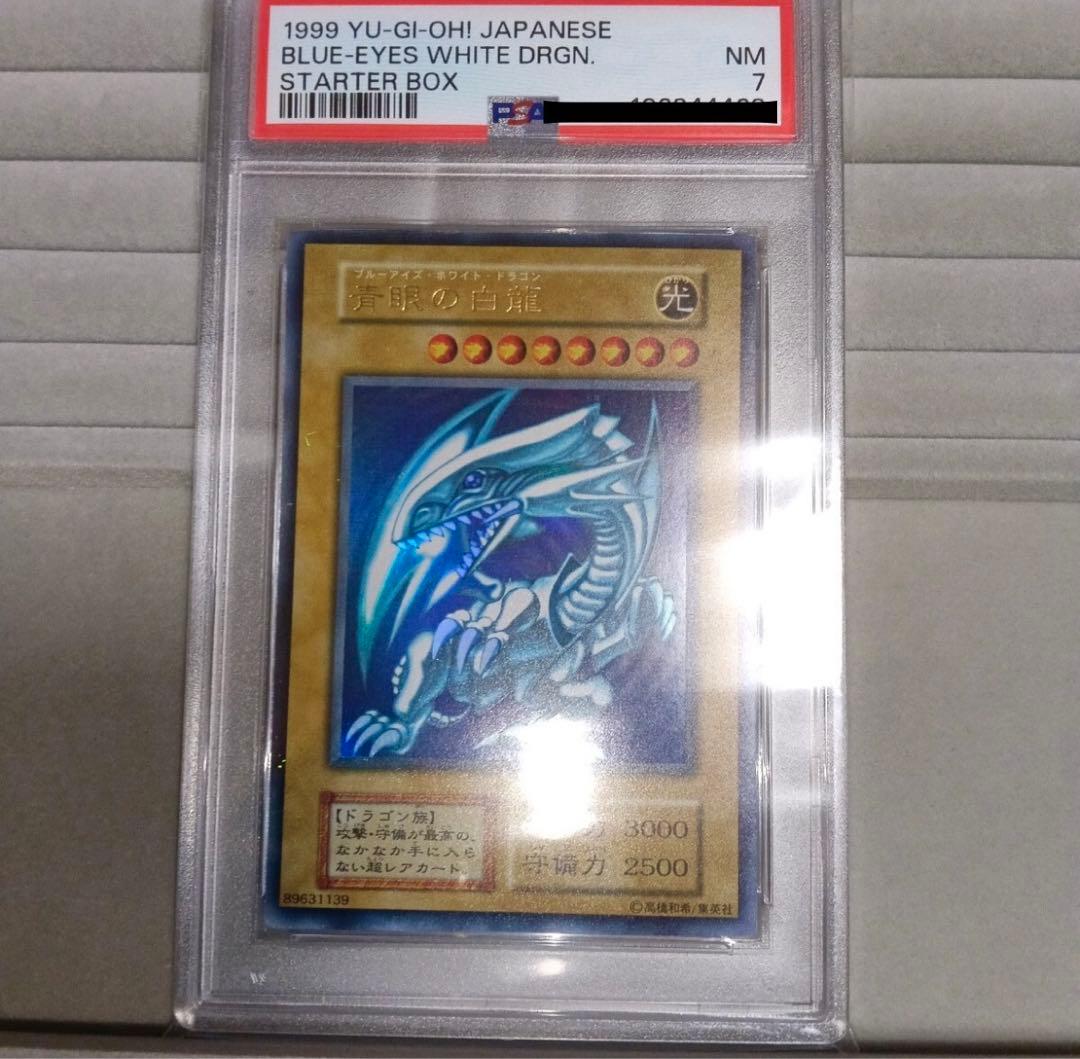 1999 YU-GI-OH! JAPANESE
BLUE-EYES WHITE DRGN. NM
STARTER BOX 7
PSA
ブルーアイズ・ホワイト・ドラゴン
青眼の白龍
光
【ドラゴン族】
攻撃・守備が最高の、
なかなか手に入ら
ない超レアカード。
力 3000
守備力 2500
89631139
©高橋和希/集英社